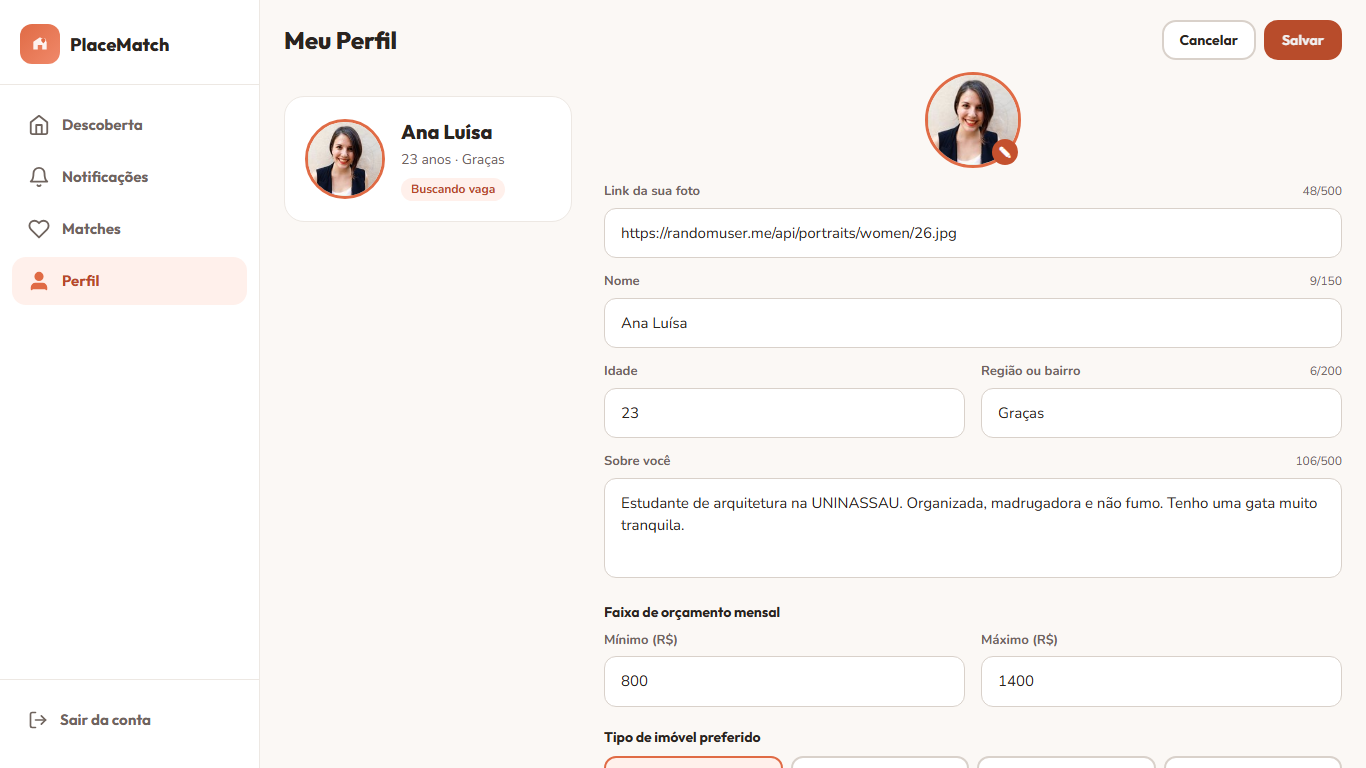 PlaceMatch
Descoberta
Notificações
Matches
Perfil
Sair da conta
Meu Perfil
Cancelar
Salvar
Ana Luísa
23 anos · Graças
Buscando vaga
Link da sua foto
48/500
https://randomuser.me/api/portraits/women/26.jpg
Nome
9/150
Ana Luísa
Idade
23
Região ou bairro
6/200
Graças
Sobre você
106/500
Estudante de arquitetura na UNINASSAU. Organizada, madrugadora e não fumo. Tenho uma gata muito
tranquila.
Faixa de orçamento mensal
Mínimo (R$)
800
Máximo (R$)
1400
Tipo de imóvel preferido